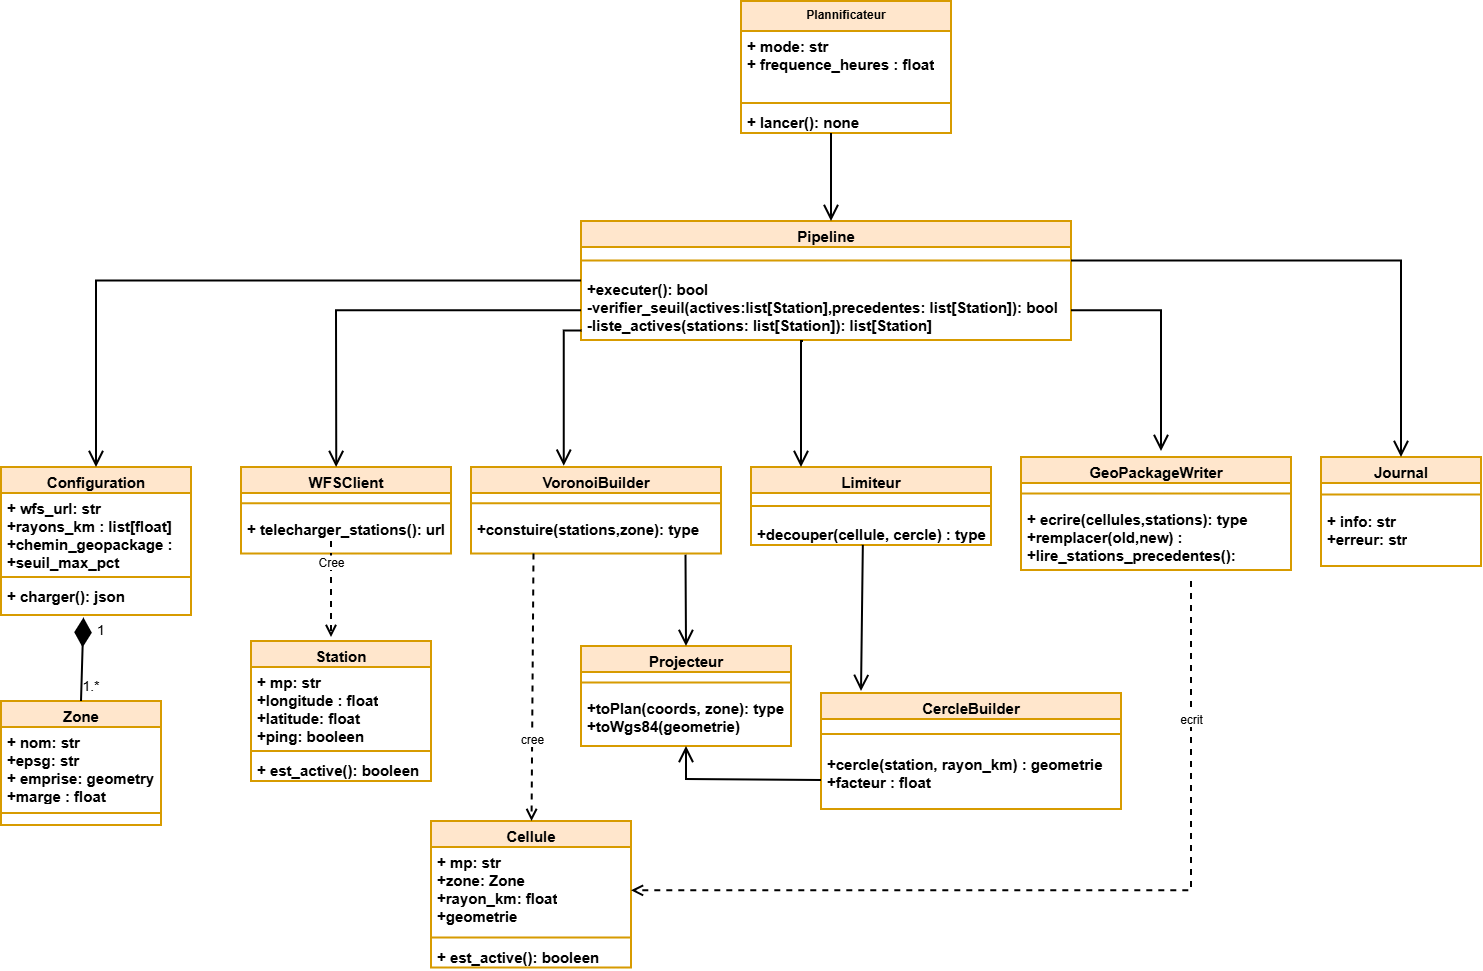 Plannificateur
+ mode: str
+ frequence_heures : float
+ lancer(): none
Pipeline
+executer(): bool
-verifier_seuil(actives:list[Station],precedentes: list[Station]): bool
-liste_actives(stations: list[Station]): list[Station]
Configuration
+ wfs_url: str
+rayons_km : list[float]
+chemin_geopackage :
+seuil_max_pct
+ charger(): json
WFSClient
+ telecharger_stations(): url
VoronoiBuilder
+constuire(stations,zone): type
Limiteur
+decouper(cellule, cercle) : type
GeoPackageWriter
+ ecrire(cellules,stations): type
+remplacer(old,new) :
+lire_stations_precedentes():
Journal
+ info: str
+erreur: str
Cree
1
1.*
Zone
+ nom: str
+epsg: str
+ emprise: geometry
+marge : float
Station
+ mp: str
+longitude : float
+latitude: float
+ping: booleen
+ est_active(): booleen
Projecteur
+toPlan(coords, zone): type
+toWgs84(geometrie)
CercleBuilder
+cercle(station, rayon_km) : geometrie
+facteur : float
cree
ecrit
Cellule
+ mp: str
+zone: Zone
+rayon_km: float
+geometrie
+ est_active(): booleen